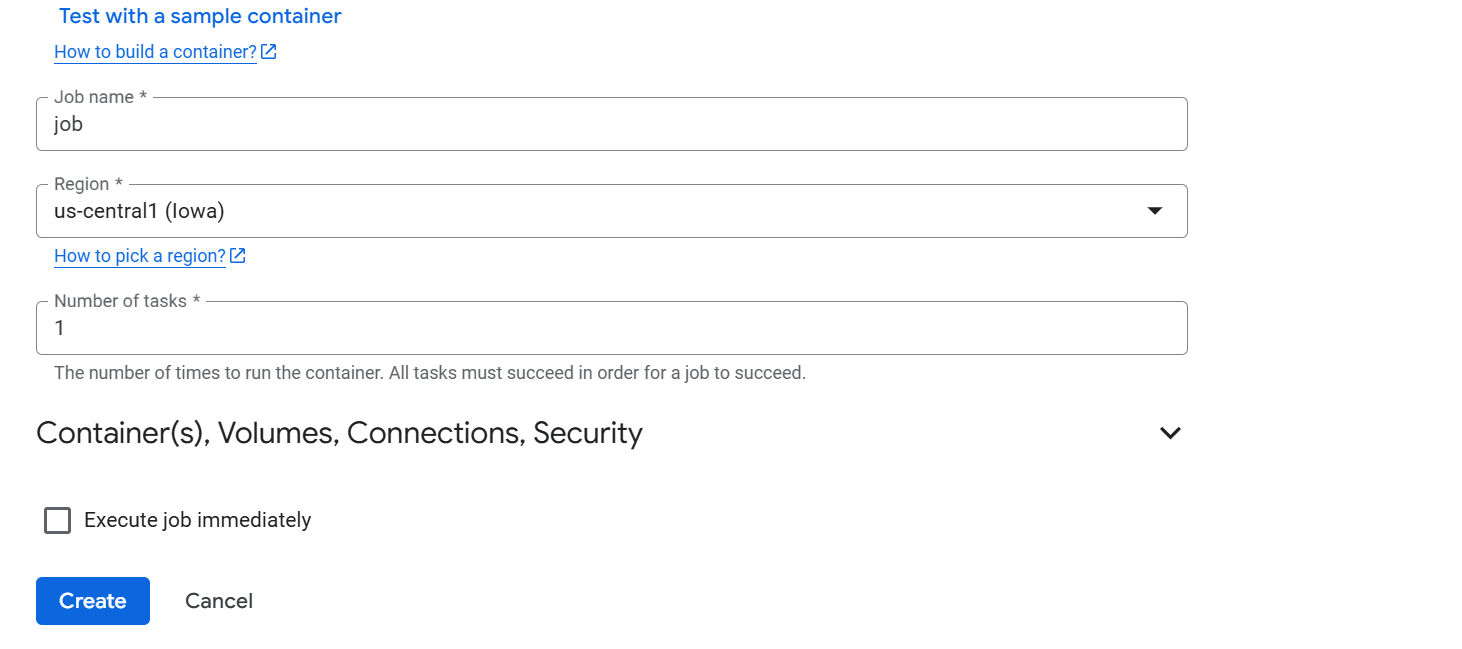 Test with a sample container
How to build a container?
Job name *
job
Region *
us-central1 (Iowa)
How to pick a region?
Number of tasks *
1
The number of times to run the container. All tasks must succeed in order for a job to succeed.
Container(s), Volumes, Connections, Security
Execute job immediately
Create Cancel